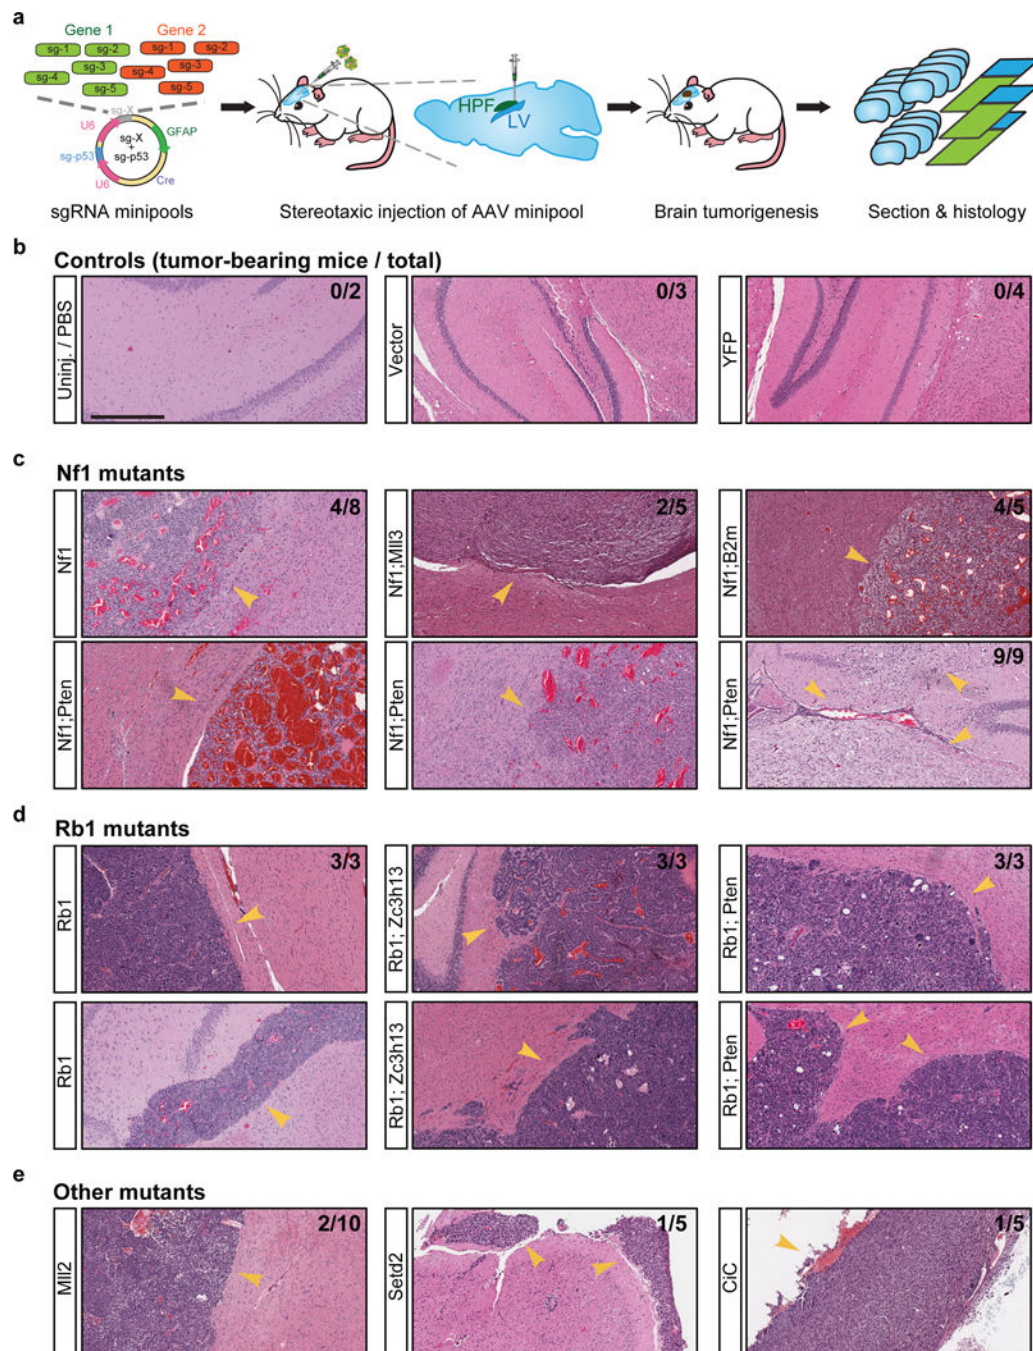 a
Gene 1 Gene 2
sg-1 sg-2 sg-1 sg-2
sg-3 sg-3
sg-4 sg-4
sg-5 sg-5
sg-X
U6 GFAP
sg-X
+
sg-p53
sg-p53
U6 Cre
HPF
LV
sgRNA minipools Stereotaxic injection of AAV minipool Brain tumorigenesis Section & histology
b
Controls (tumor-bearing mice / total)
Uninj. / PBS 0/2 Vector 0/3 YFP 0/4
c
Nf1 mutants
Nf1 4/8 Nf1;Mll3 2/5 Nf1;B2m 4/5
Nf1;Pten Nf1;Pten Nf1;Pten 9/9
d
Rb1 mutants
Rb1 3/3 Rb1; Zc3h13 3/3 Rb1; Pten 3/3
Rb1 Rb1; Zc3h13 Rb1; Pten
e
Other mutants
Mll2 2/10 Setd2 1/5 CiC 1/5